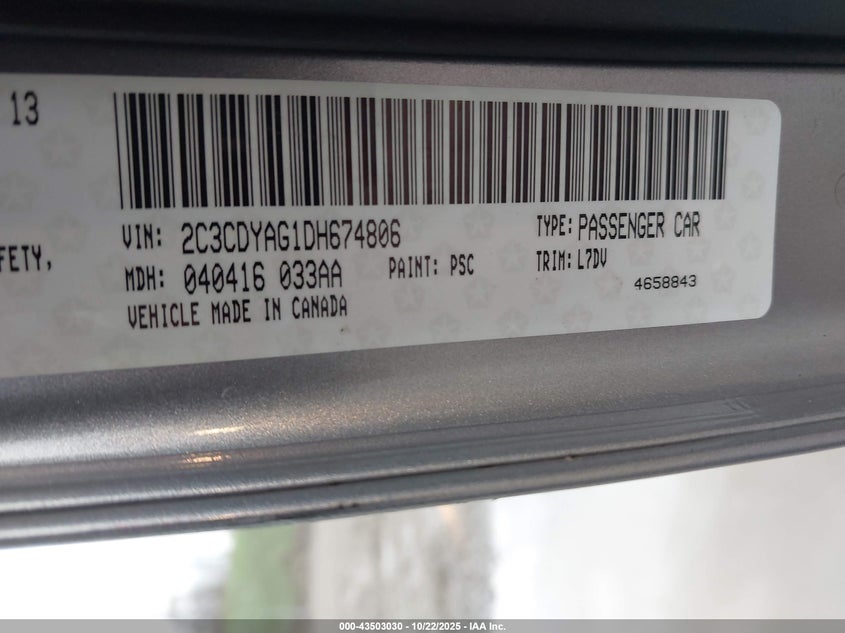 13
VIN: 2C3CDYAG1DH674806 TYPE: PASSENGER CAR
FETY,
MDH: 040416 033AA PAINT: PSC TRIM: L7DV
VEHICLE MADE IN CANADA 4658843
000-43503030 - 10/22/2025 - IAA Inc.